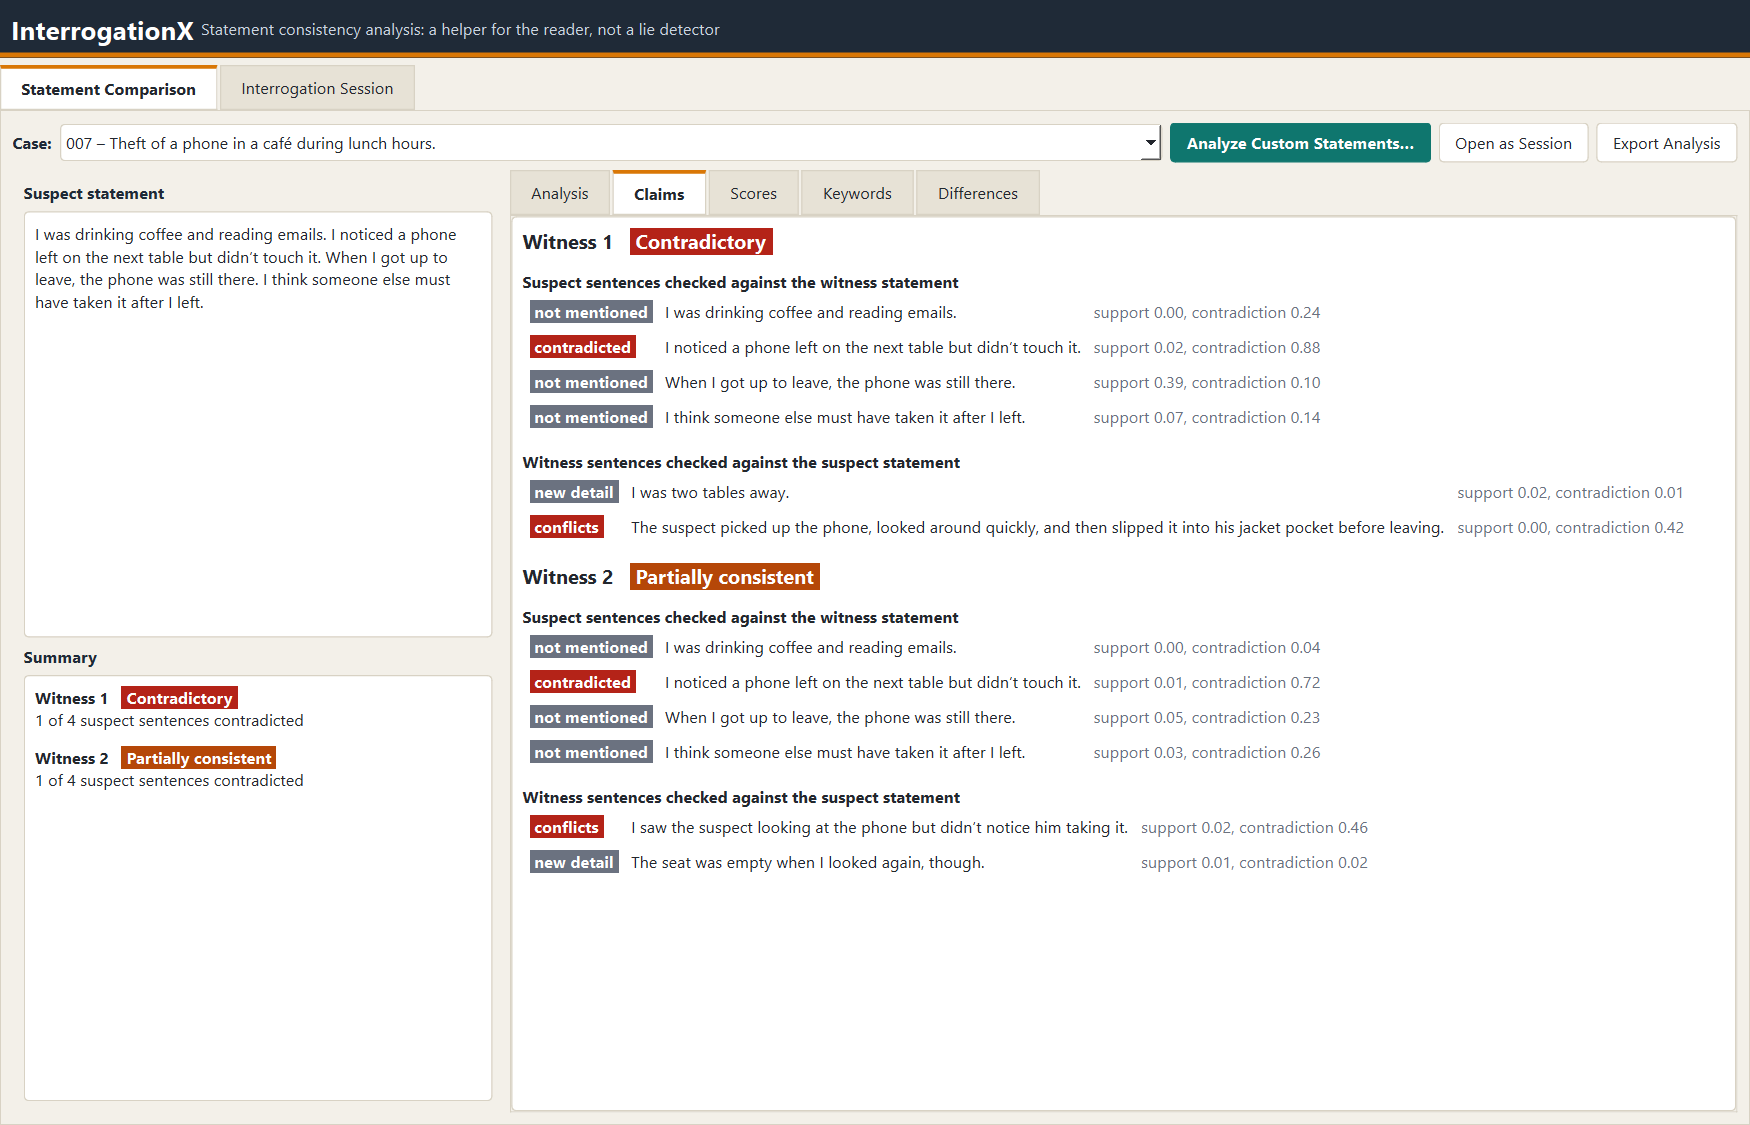 InterrogationX Statement consistency analysis: a helper for the reader, not a lie detector
Statement Comparison Interrogation Session
Case: 007 – Theft of a phone in a café during lunch hours. Analyze Custom Statements... Open as Session Export Analysis
Suspect statement
I was drinking coffee and reading emails. I noticed a phone
left on the next table but didn’t touch it. When I got up to
leave, the phone was still there. I think someone else must
have taken it after I left.
Summary
Witness 1 Contradictory
1 of 4 suspect sentences contradicted
Witness 2 Partially consistent
1 of 4 suspect sentences contradicted
Analysis Claims Scores Keywords Differences
Witness 1 Contradictory
Suspect sentences checked against the witness statement
not mentioned I was drinking coffee and reading emails. support 0.00, contradiction 0.24
contradicted I noticed a phone left on the next table but didn’t touch it. support 0.02, contradiction 0.88
not mentioned When I got up to leave, the phone was still there. support 0.39, contradiction 0.10
not mentioned I think someone else must have taken it after I left. support 0.07, contradiction 0.14
Witness sentences checked against the suspect statement
new detail I was two tables away. support 0.02, contradiction 0.01
conflicts The suspect picked up the phone, looked around quickly, and then slipped it into his jacket pocket before leaving. support 0.00, contradiction 0.42
Witness 2 Partially consistent
Suspect sentences checked against the witness statement
not mentioned I was drinking coffee and reading emails. support 0.00, contradiction 0.04
contradicted I noticed a phone left on the next table but didn’t touch it. support 0.01, contradiction 0.72
not mentioned When I got up to leave, the phone was still there. support 0.05, contradiction 0.23
not mentioned I think someone else must have taken it after I left. support 0.03, contradiction 0.26
Witness sentences checked against the suspect statement
conflicts I saw the suspect looking at the phone but didn’t notice him taking it. support 0.02, contradiction 0.46
new detail The seat was empty when I looked again, though. support 0.01, contradiction 0.02